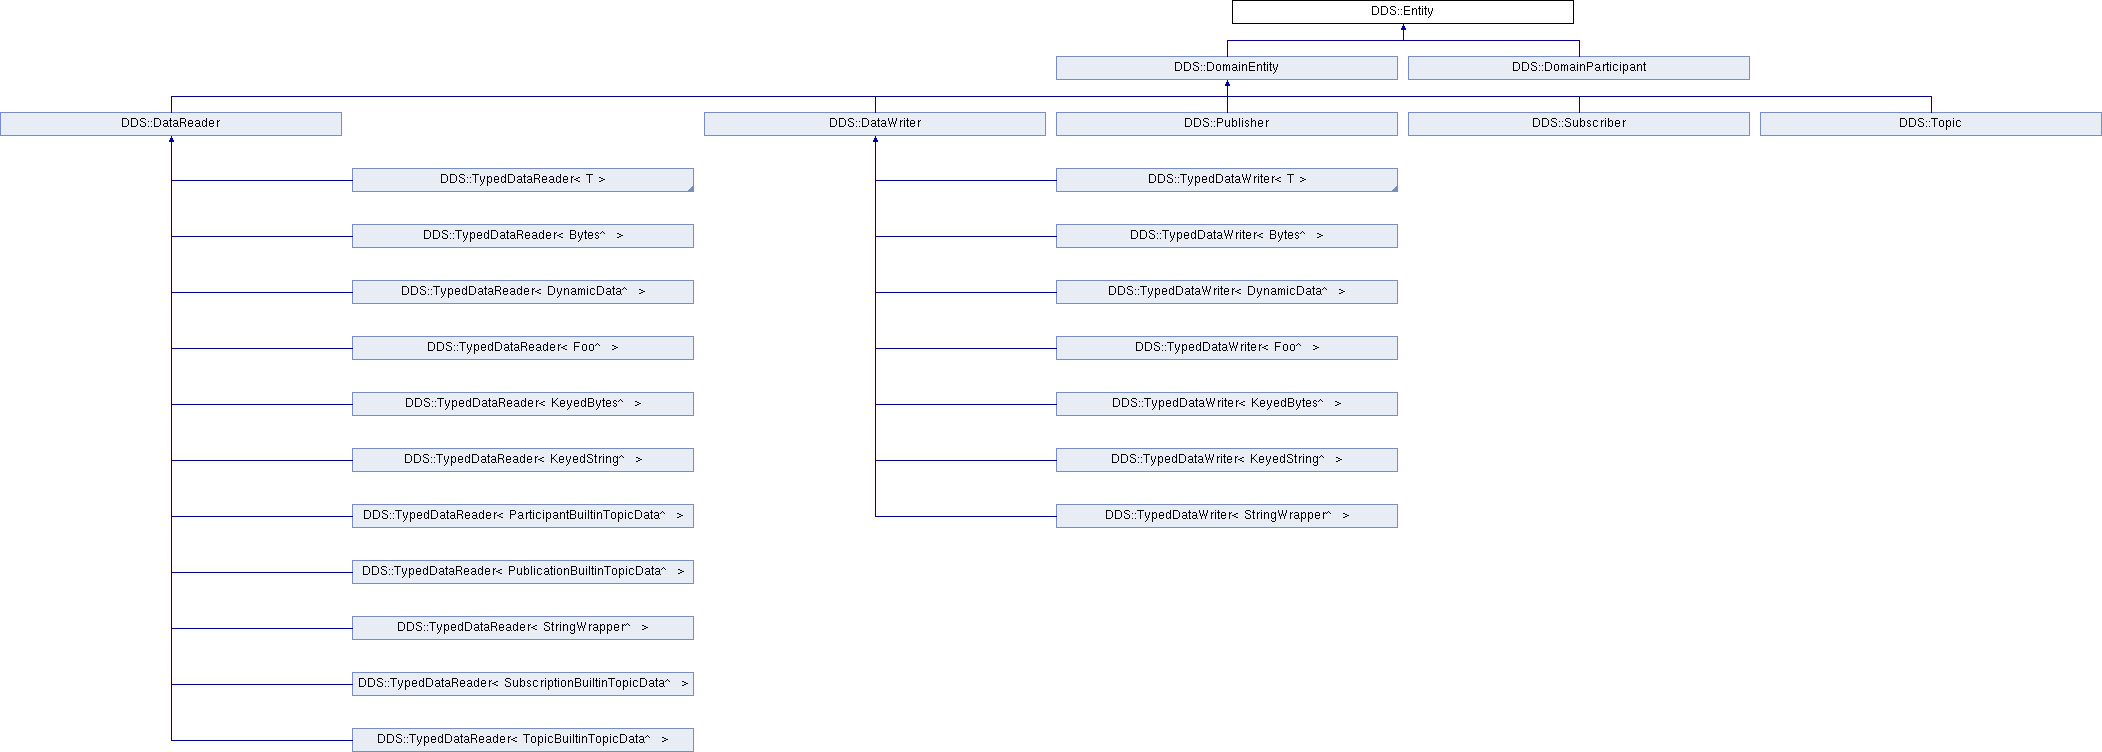 DDS::Entity
DDS::DomainEntity
DDS::DomainParticipant
DDS::DataReader
DDS::DataWriter
DDS::Publisher
DDS::Subscriber
DDS::Topic
DDS::TypedDataReader< T >
DDS::TypedDataWriter< T >
DDS::TypedDataReader< Bytes^ >
DDS::TypedDataWriter< Bytes^ >
DDS::TypedDataReader< DynamicData^ >
DDS::TypedDataWriter< DynamicData^ >
DDS::TypedDataReader< Foo^ >
DDS::TypedDataWriter< Foo^ >
DDS::TypedDataReader< KeyedBytes^ >
DDS::TypedDataWriter< KeyedBytes^ >
DDS::TypedDataReader< KeyedString^ >
DDS::TypedDataWriter< KeyedString^ >
DDS::TypedDataReader< ParticipantBuiltinTopicData^ >
DDS::TypedDataWriter< StringWrapper^ >
DDS::TypedDataReader< PublicationBuiltinTopicData^ >
DDS::TypedDataReader< StringWrapper^ >
DDS::TypedDataReader< SubscriptionBuiltinTopicData^ >
DDS::TypedDataReader< TopicBuiltinTopicData^ >